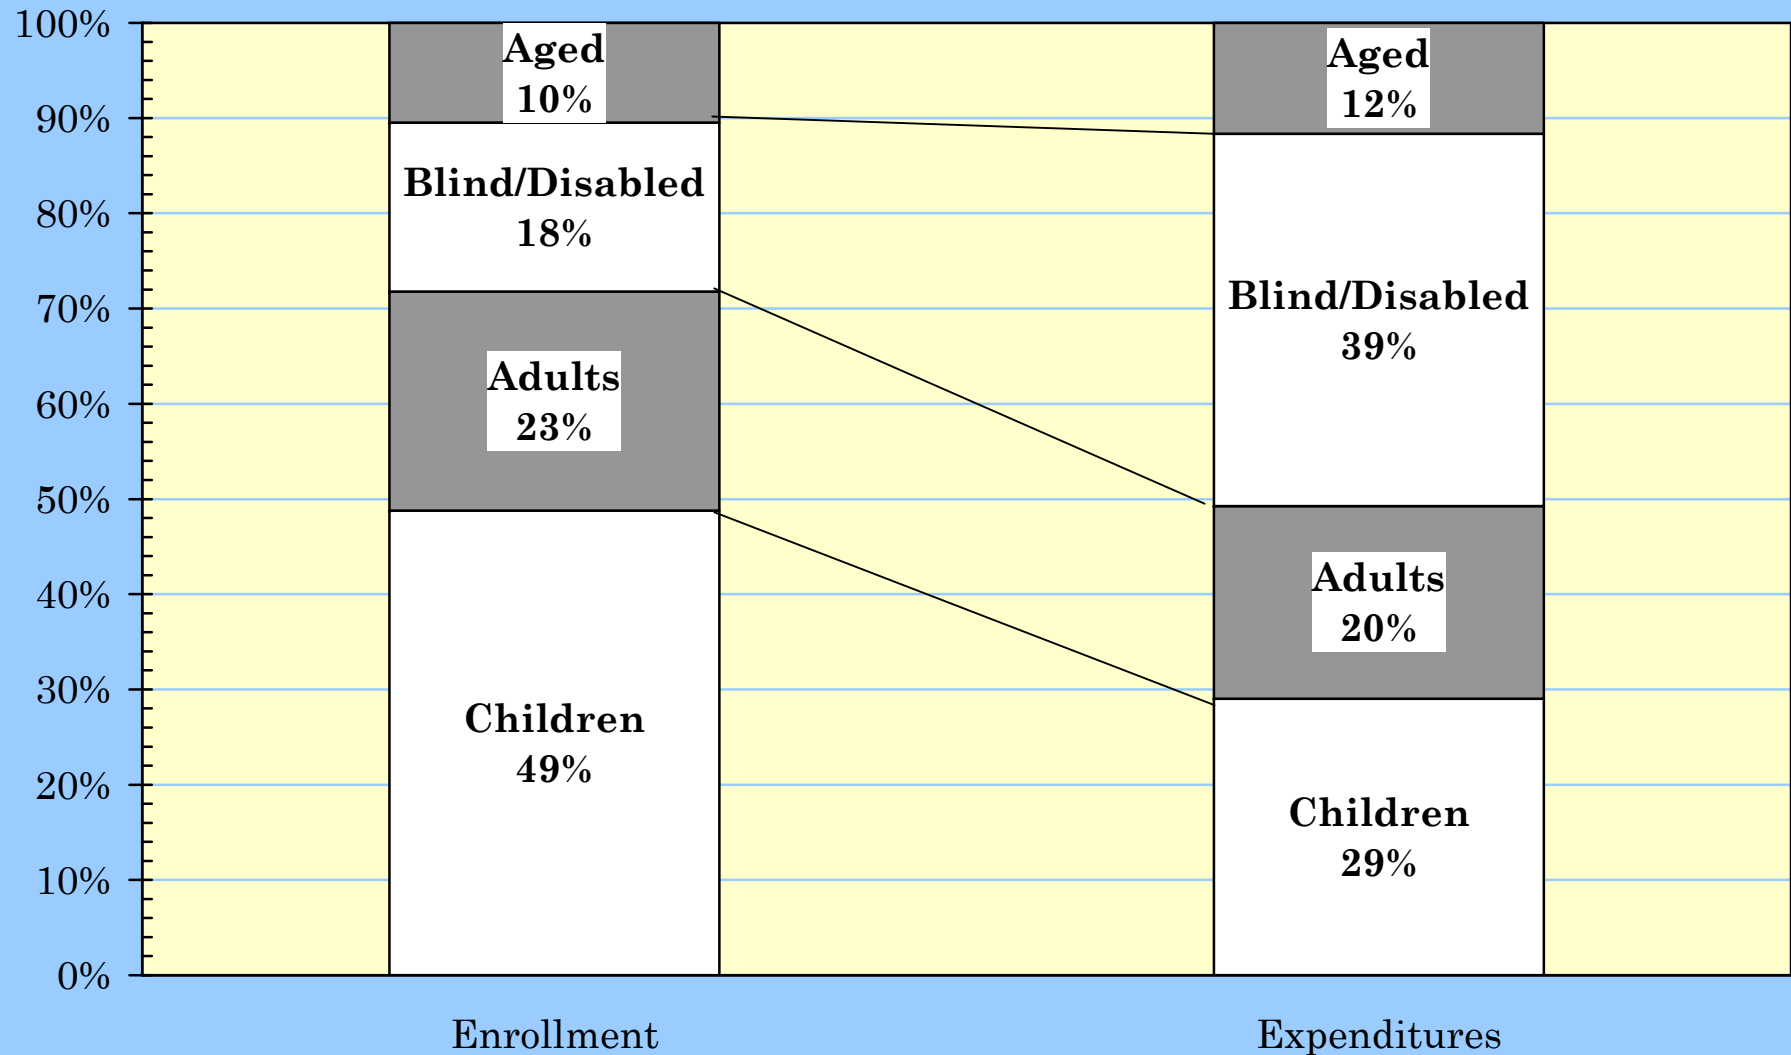 100%
90%
80%
70%
60%
50%
40%
30%
20%
10%
0%
Aged
10%
Blind/Disabled
18%
Adults
23%
Children
49%
Aged
12%
Blind/Disabled
39%
Adults
20%
Children
29%
Enrollment
Expenditures